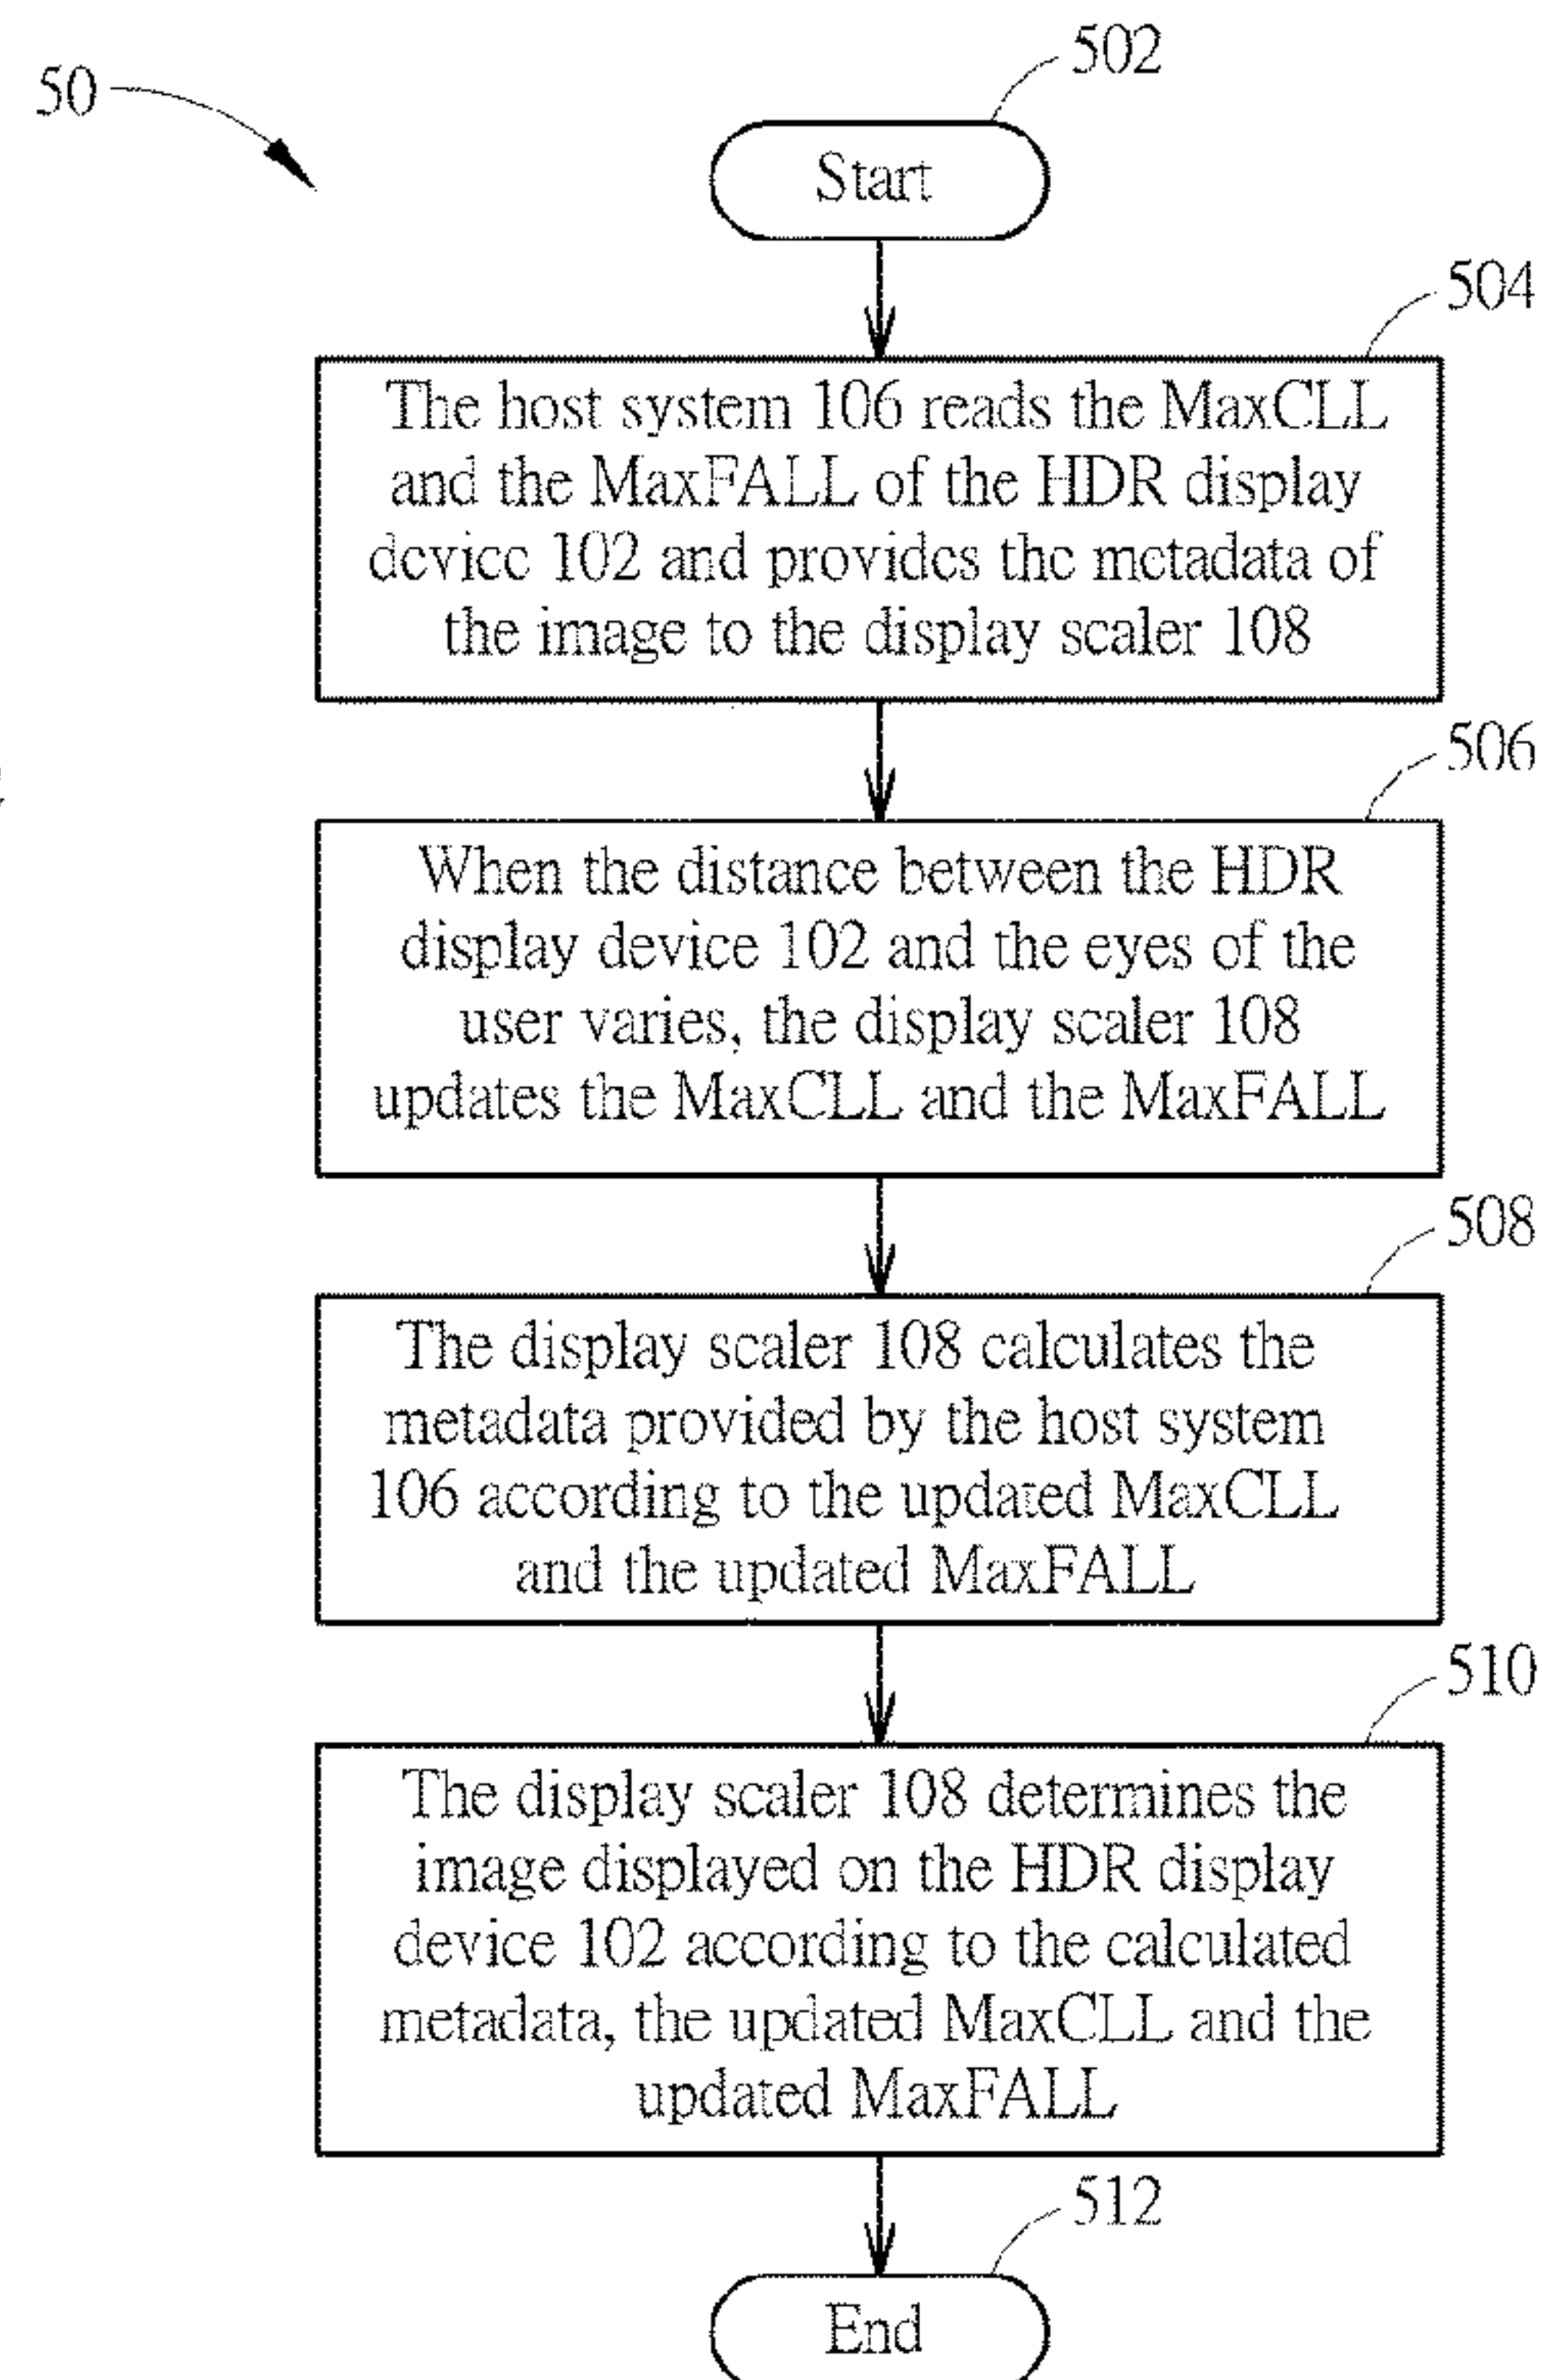 50
502
Start
504
The host system 106 reads the MaxCLL
and the MaxFALL of the HDR display
device 102 and provides the metadata of
the image to the display scaler 108
506
When the distance between the HDR
display device 102 and the eyes of the
user varies, the display scaler 108
updates the MaxCLL and the MaxFALL
508
The display scaler 108 calculates the
metadata provided by the host system
106 according to the updated MaxCLL
and the updated MaxFALL
510
The display scaler 108 determines the
image displayed on the HDR display
device 102 according to the calculated
metadata, the updated MaxCLL and the
updated MaxFALL
512
End